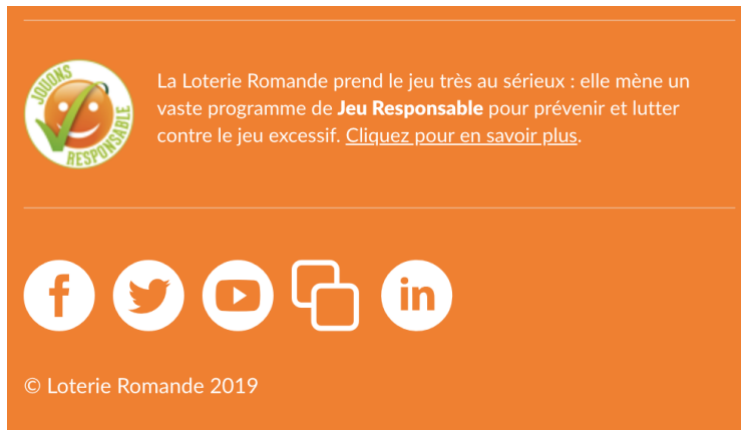 JOUONS
RESPONSABLE
La Loterie Romande prend le jeu très au sérieux : elle mène un
vaste programme de Jeu Responsable pour prévenir et lutter
contre le jeu excessif. Cliquez pour en savoir plus.
© Loterie Romande 2019